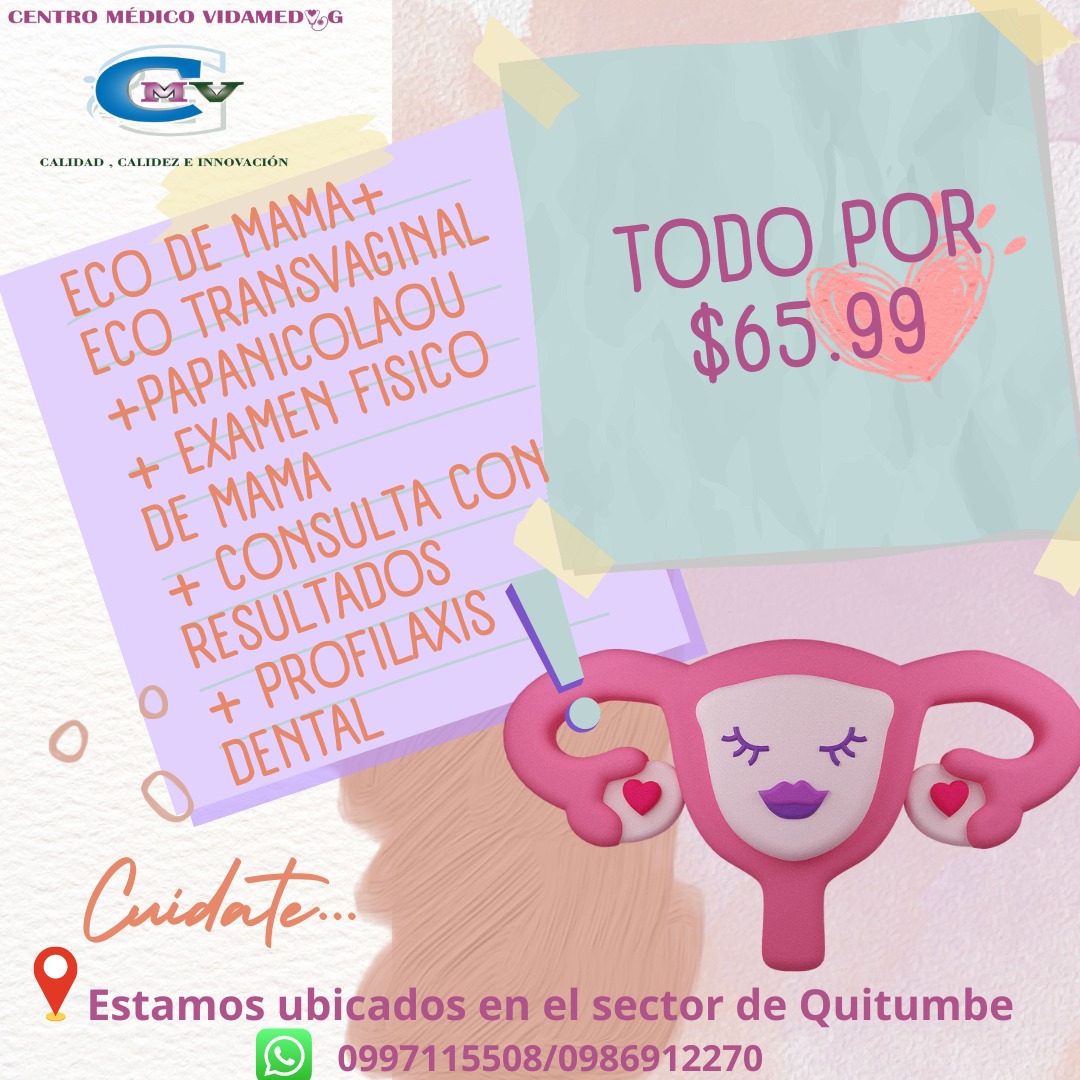 CENTRO MÉDICO VIDAMEDG
CMV
CALIDAD , CALIDEZ E INNOVACIÓN
ECO DE MAMA+
ECO TRANSVAGINAL
+PAPANICOLAOU
+ EXAMEN FISICO
DE MAMA
+ CONSULTA CON
RESULTADOS
+ PROFILAXIS
DENTAL
TODO POR
$65.99
Cuidate...
Estamos ubicados en el sector de Quitumbe
0997115508/0986912270